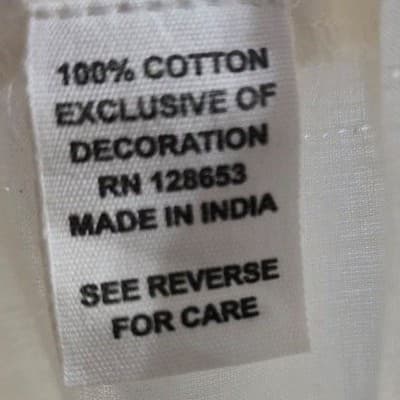 100% COTTON
EXCLUSIVE OF
DECORATION
RN 128653
MADE IN INDIA
SEE REVERSE
FOR CARE